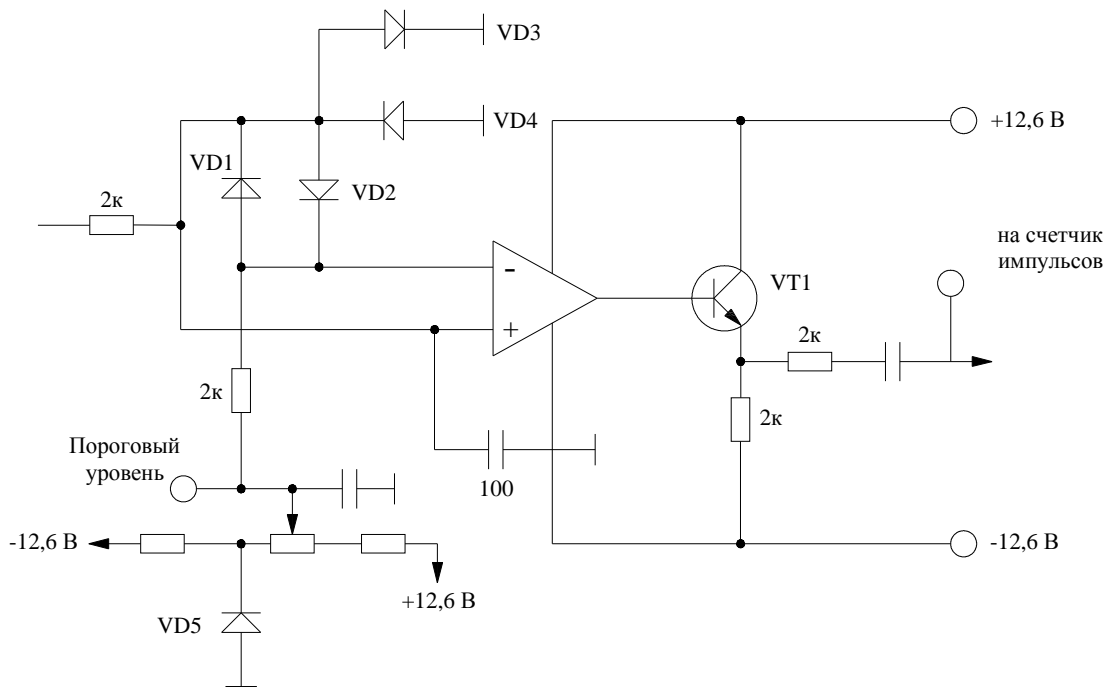 VD3
VD4
+12,6 В
VD1
VD2
2к
на счетчик
импульсов
-
VT1
+
2к
2к
2к
Пороговый
уровень
100
-12,6 В
-12,6 В
+12,6 В
VD5